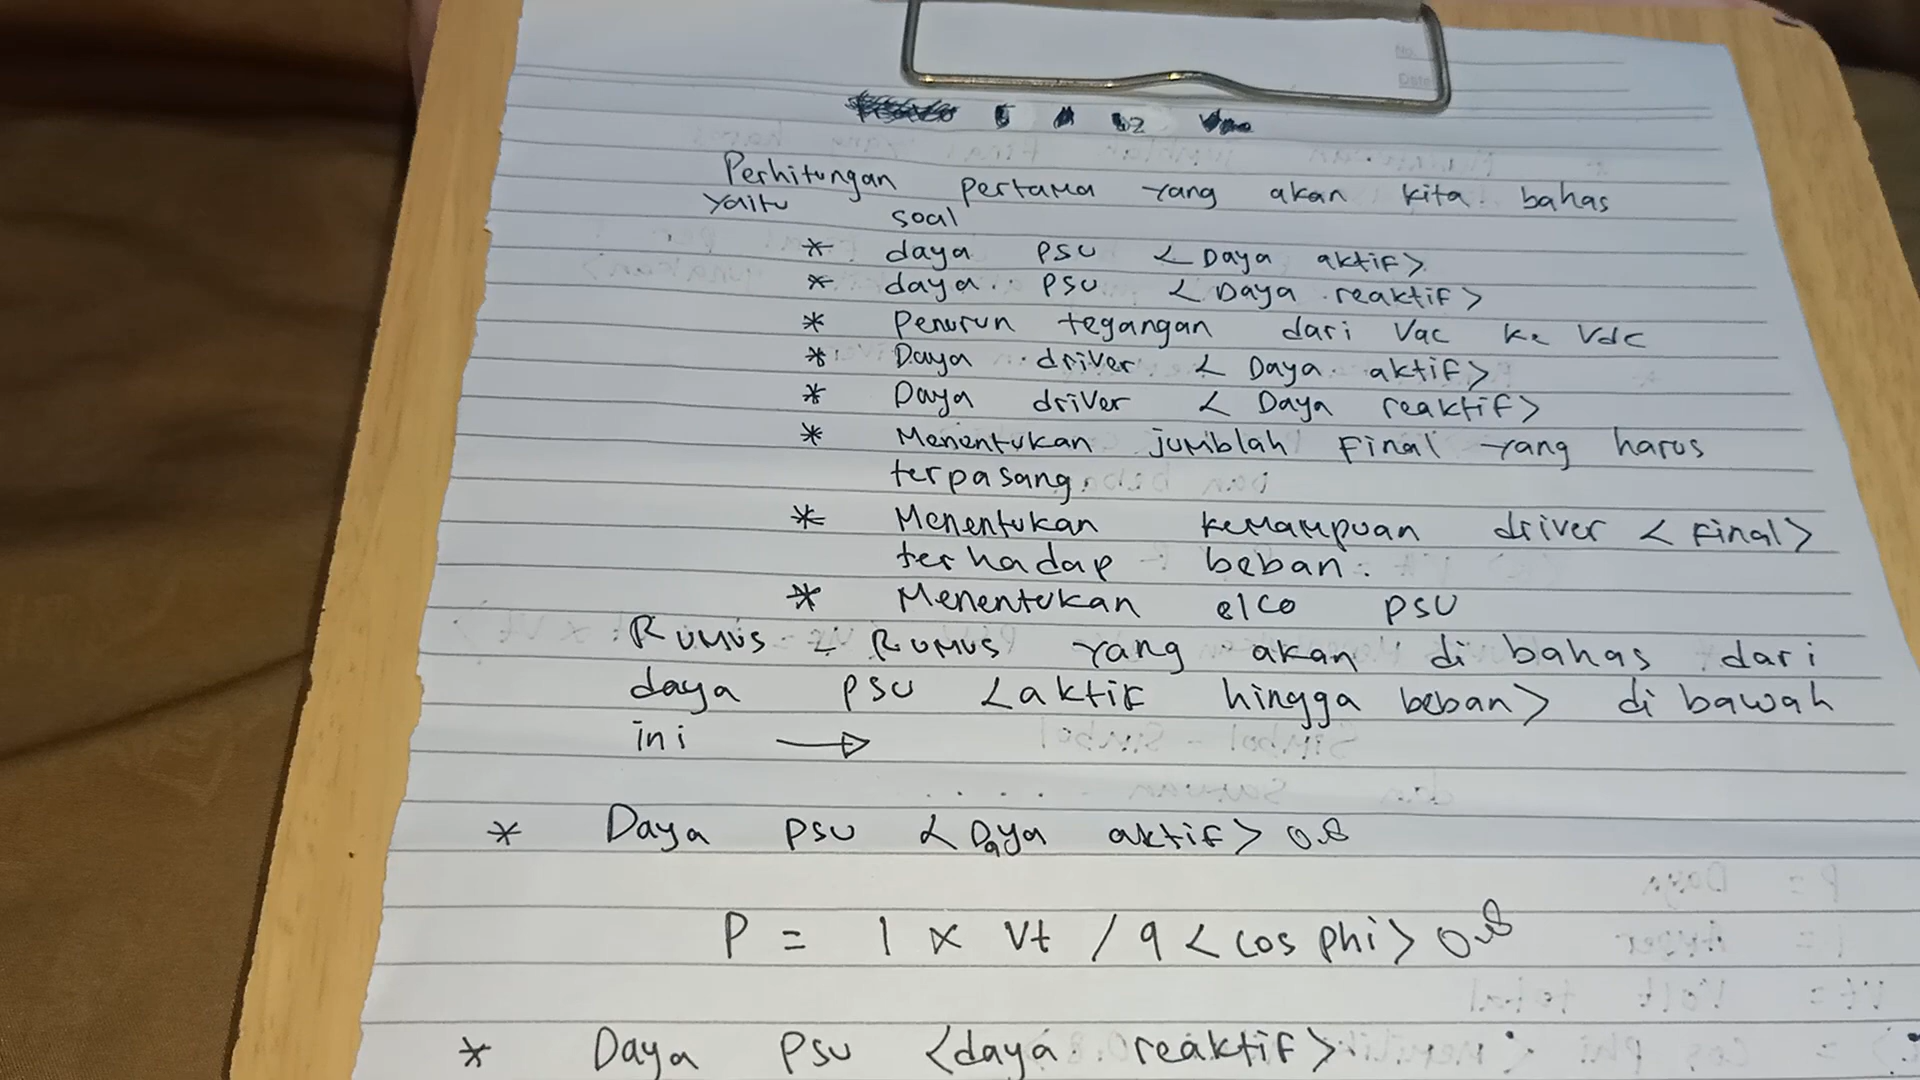 No.
Date
Perhitungan pertama yang akan kita bahas
yaitu soal
* daya PSU <Daya aktif>
* daya PSU <Daya reaktif>
* Penurun tegangan dari Vac ke Vdc
* Daya driver <Daya aktif>
* Daya driver <Daya reaktif>
* Menentukan jumblah Final yang harus
terpasang.
* Menentukan kemampuan driver <Final>
terhadap beban.
* Menentukan elco PSU
Rumus - Rumus yang akan di bahas dari
daya PSU <aktif hingga beban> di bawah
ini →
* Daya PSU <Daya aktif> 0.8
P = I x Vt / q <cos phi> 0.8
* Daya PSU <daya reaktif>